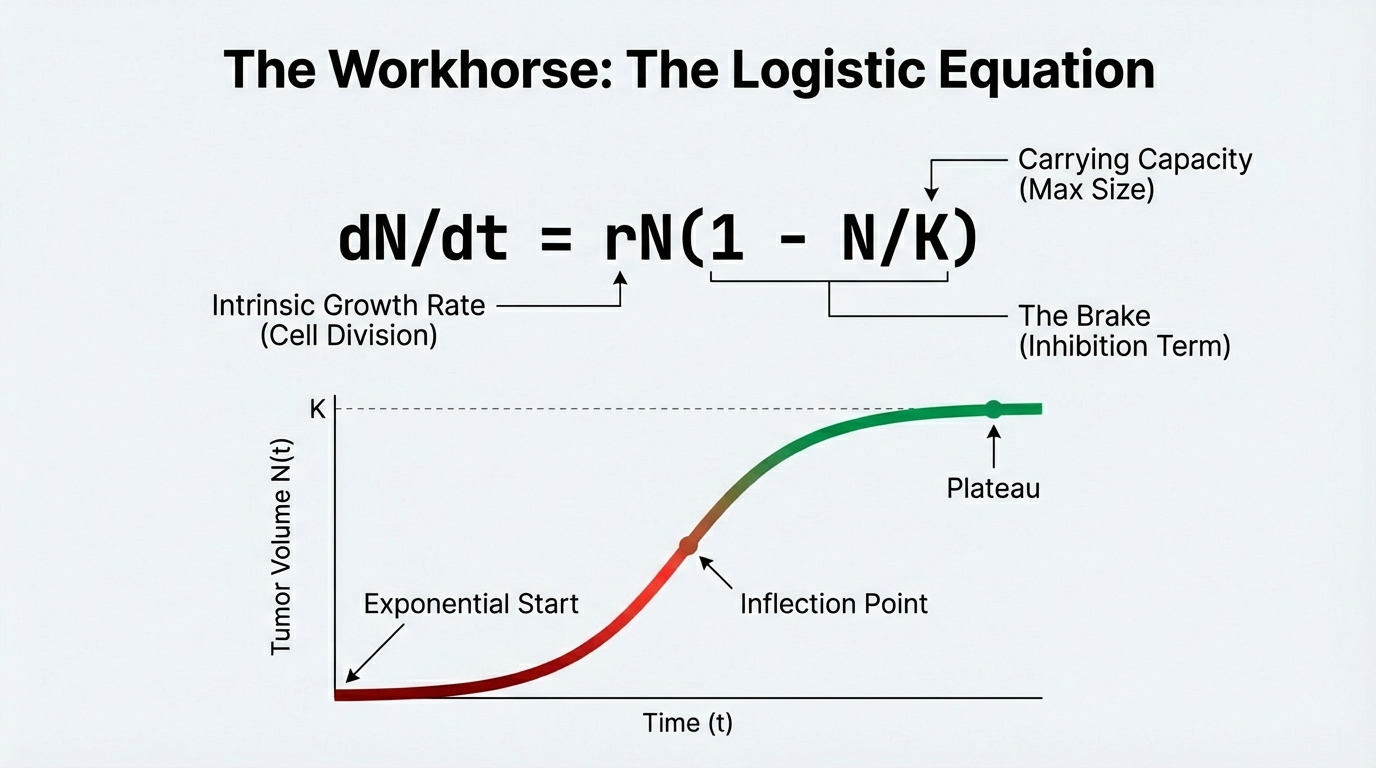 The Workhorse: The Logistic Equation
Carrying Capacity
(Max Size)
dN/dt = rN(1 - N/K)
Intrinsic Growth Rate
(Cell Division)
The Brake
(Inhibition Term)
K
Tumor Volume N(t)
Plateau
Exponential Start
Inflection Point
Time (t)